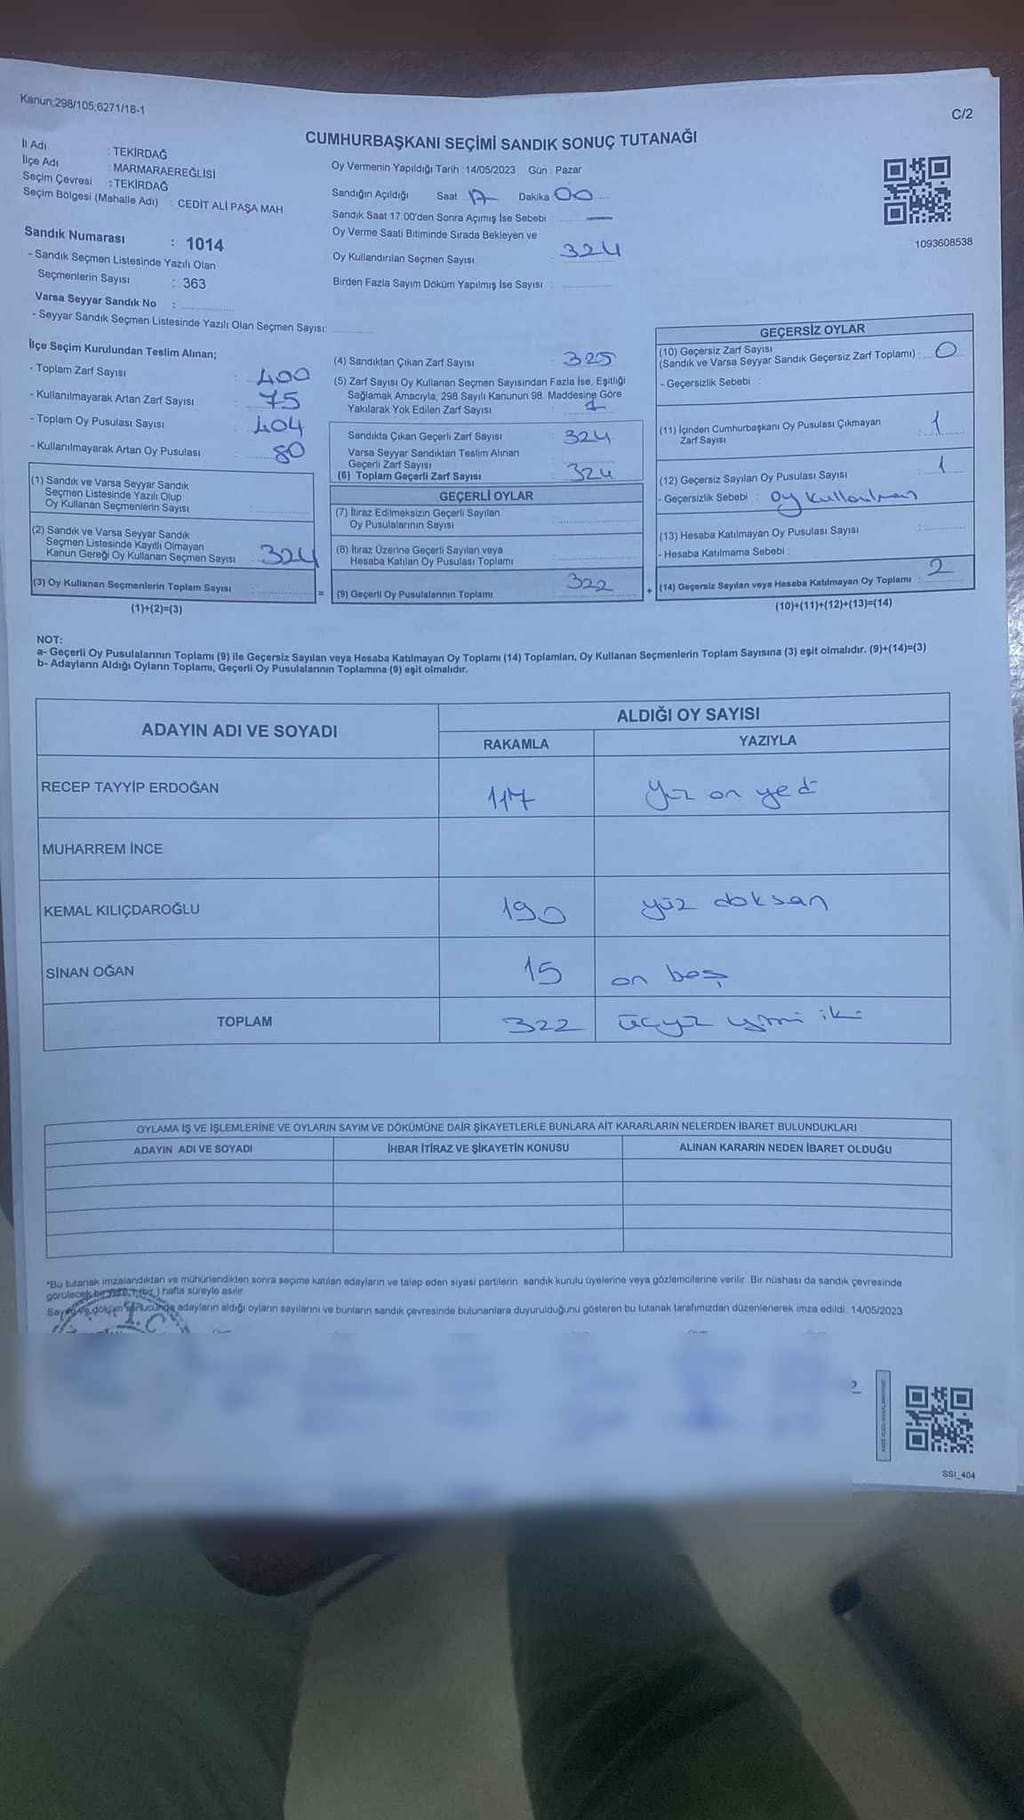 Kanun;298/105;6271/18-1
C/2
CUMHURBAŞKANI SEÇİMİ SANDIK SONUÇ TUTANAĞI
İl Adı : TEKİRDAĞ
İlçe Adı : MARMARAEREĞLİSİ
Seçim Çevresi : TEKİRDAĞ
Seçim Bölgesi (Mahalle Adı) : CEDİT ALİ PAŞA MAH
Sandık Numarası : 1014
- Sandık Seçmen Listesinde Yazılı Olan
Seçmenlerin Sayısı : 363
Varsa Seyyar Sandık No :
- Seyyar Sandık Seçmen Listesinde Yazılı Olan Seçmen Sayısı:
Oy Vermenin Yapıldığı Tarih : 14/05/2023 Gün : Pazar
Sandığın Açıldığı Saat 17 Dakika 00
Sandık Saat 17:00'den Sonra Açımış İse Sebebi
Oy Verme Saati Bitiminde Sırada Bekleyen ve
Oy Kullandırılan Seçmen Sayısı 324
Birden Fazla Sayım Döküm Yapılmış İse Sayısı :
1093608538
İlçe Seçim Kurulundan Teslim Alınan;
- Toplam Zarf Sayısı : 400
- Kullanılmayarak Artan Zarf Sayısı : 75
- Toplam Oy Pusulası Sayısı : 404
- Kullanılmayarak Artan Oy Pusulası : 80
(1) Sandık ve Varsa Seyyar Sandık
Seçmen Listesinde Yazılı Olup
Oy Kullanan Seçmenlerin Sayısı
(2) Sandık ve Varsa Seyyar Sandık
Seçmen Listesinde Kayıtlı Olmayan
Kanun Gereği Oy Kullanan Seçmen Sayısı : 324
(3) Oy Kullanan Seçmenlerin Toplam Sayısı :
(1)+(2)=(3)
=
(4) Sandıktan Çıkan Zarf Sayısı : 325
(5) Zarf Sayısı Oy Kullanan Seçmen Sayısından Fazla İse, Eşitliği
Sağlamak Amacıyla, 298 Sayılı Kanunun 98. Maddesine Göre
Yakılarak Yok Edilen Zarf Sayısı : 1
Sandıkta Çıkan Geçerli Zarf Sayısı : 324
Varsa Seyyar Sandıktan Teslim Alınan
Geçerli Zarf Sayısı
(6) Toplam Geçerli Zarf Sayısı : 324
GEÇERLİ OYLAR
(7) İtiraz Edilmeksizin Geçerli Sayılan
Oy Pusulalarının Sayısı
(8) İtiraz Üzerine Geçerli Sayılan veya
Hesaba Katılan Oy Pusulası Toplamı
(9) Geçerli Oy Pusulalarının Toplamı : 322
+
GEÇERSİZ OYLAR
(10) Geçersiz Zarf Sayısı
(Sandık ve Varsa Seyyar Sandık Geçersiz Zarf Toplamı) : 0
- Geçersizlik Sebebi :
(11) İçinden Cumhurbaşkanı Oy Pusulası Çıkmayan
Zarf Sayısı : 1
(12) Geçersiz Sayılan Oy Pusulası Sayısı : 1
- Geçersizlik Sebebi : oy
(13) Hesaba Katılmayan Oy Pusulası Sayısı
- Hesaba Katılmama Sebebi :
(14) Geçersiz Sayılan veya Hesaba Katılmayan Oy Toplamı : 2
(10)+(11)+(12)+(13)=(14)
NOT:
a- Geçerli Oy Pusulalarının Toplamı (9) ile Geçersiz Sayılan veya Hesaba Katılmayan Oy Toplamı (14) Toplamları, Oy Kullanan Seçmenlerin Toplam Sayısına (3) eşit olmalıdır. (9)+(14)=(3)
b- Adayların Aldığı Oyların Toplamı, Geçerli Oy Pusulalarının Toplamına (9) eşit olmalıdır.
ADAYIN ADI VE SOYADI
ALDIĞI OY SAYISI
RAKAMLA
YAZIYLA
RECEP TAYYİP ERDOĞAN 117 yüz on yedi
MUHARREM İNCE
KEMAL KILIÇDAROĞLU 190 yüz doksan
SİNAN OĞAN 15 on beş
TOPLAM 322 üçyüz yirmi iki
OYLAMA İŞ VE İŞLEMLERİNE VE OYLARIN SAYIM VE DÖKÜMÜNE DAİR ŞİKAYETLERLE BUNLARA AİT KARARLARIN NELERDEN İBARET BULUNDUKLARI
ADAYIN ADI VE SOYADI
İHBAR İTİRAZ VE ŞİKAYETİN KONUSU
ALINAN KARARIN NEDEN İBARET OLDUĞU
*Bu tutanak imzalandıktan ve mühürlendikten sonra seçime katılan adayların ve talep eden siyasi partilerin sandık kurulu üyelerine veya gözlemcilerine verilir. Bir nüshası da sandık çevresinde
görülecek bir yere 1 (bir) hafta süreyle asılır.
Sayım ve döküm sonucunda adayların aldığı oyların sayılarını ve bunların sandık çevresinde bulunanlara duyurulduğunu gösteren bu tutanak tarafımızdan düzenlenerek imza edildi. 14/05/2023
T.C
SSI_404